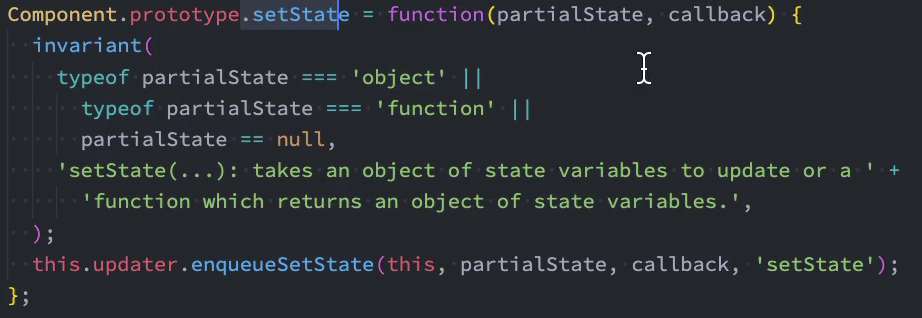 Component.prototype.setState = function(partialState, callback) {
invariant(
typeof partialState === 'object' ||
typeof partialState === 'function' ||
partialState == null,
'setState(...): takes an object of state variables to update or a ' +
'function which returns an object of state variables.',
);
this.updater.enqueueSetState(this, partialState, callback, 'setState');
};